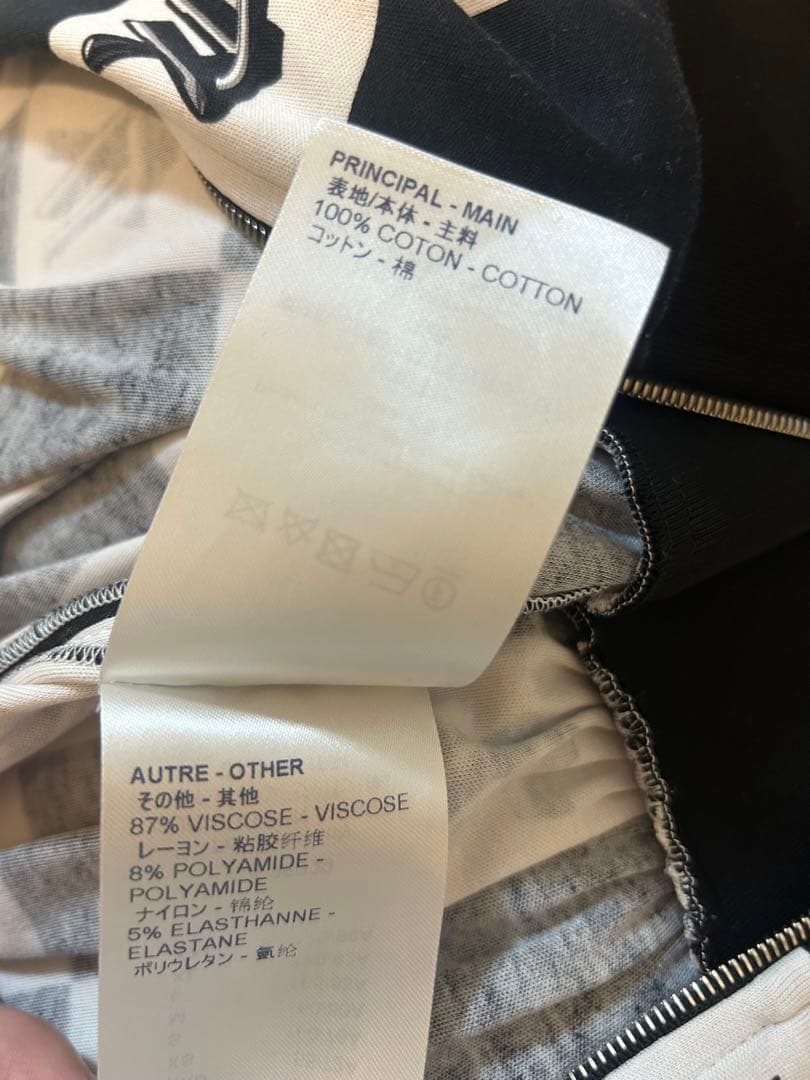 PRINCIPAL - MAIN
表地/本体 - 主料
100% COTON - COTTON
コットン - 棉
AUTRE - OTHER
その他 - 其他
87% VISCOSE - VISCOSE
レーヨン - 粘胶纤维
8% POLYAMIDE -
POLYAMIDE
ナイロン - 锦纶
5% ELASTHANNE -
ELASTANE
ポリウレタン - 氨纶